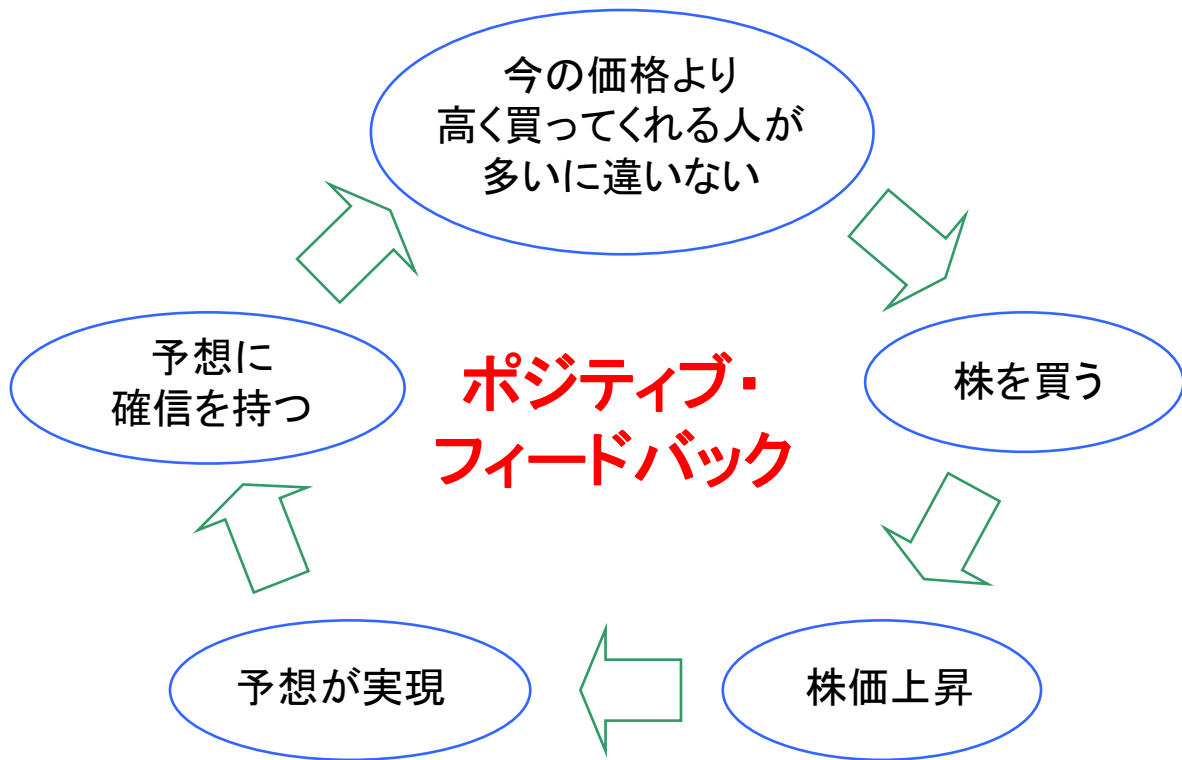 今の価格より
高く買ってくれる人が
多いに違いない
株を買う
株価上昇
予想が実現
予想に
確信を持つ
ポジティブ・
フィードバック